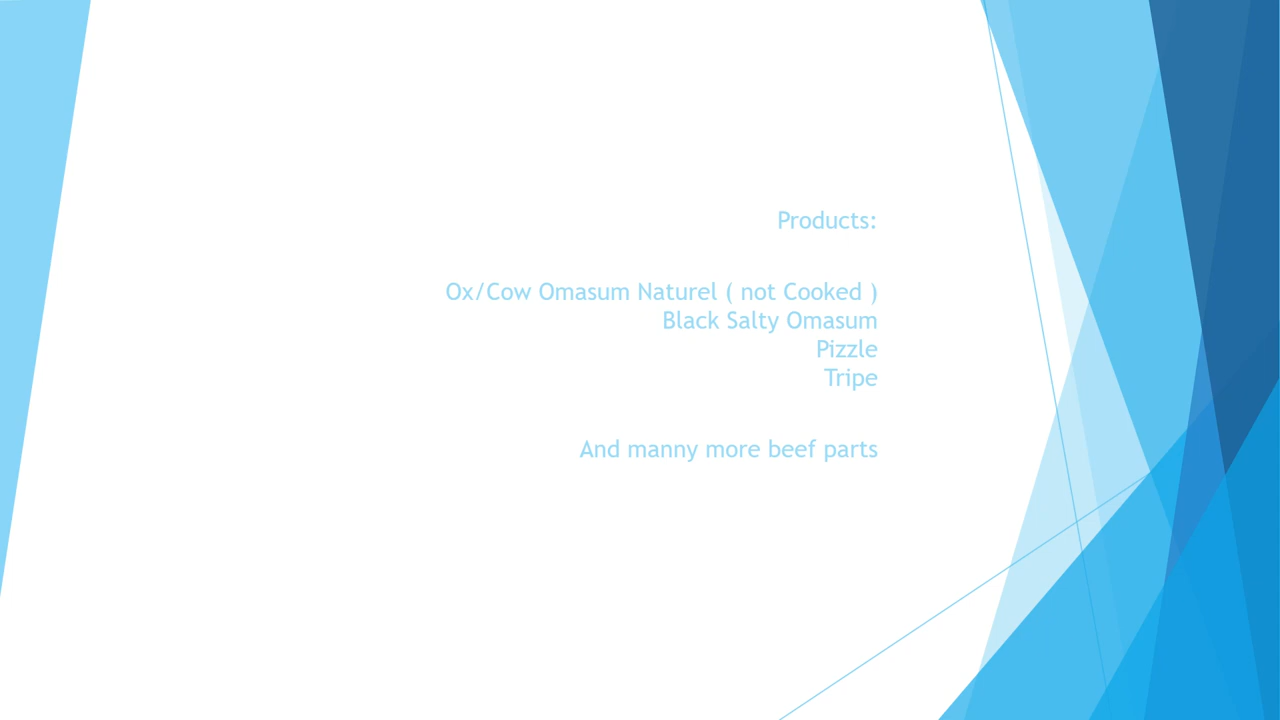 Products:
Ox/Cow Omasum Naturel ( not Cooked )
Black Salty Omasum
Pizzle
Tripe
And manny more beef parts